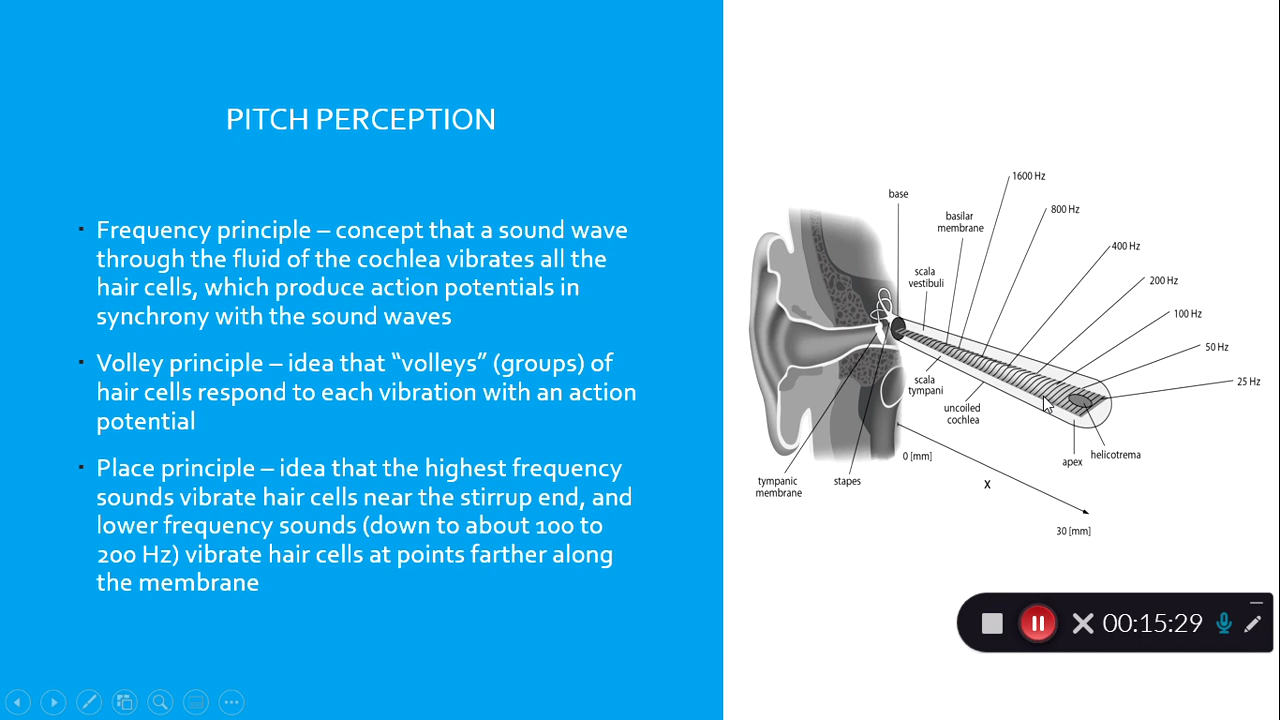 PITCH PERCEPTION
▪ Frequency principle – concept that a sound wave
through the fluid of the cochlea vibrates all the
hair cells, which produce action potentials in
synchrony with the sound waves
▪ Volley principle – idea that “volleys” (groups) of
hair cells respond to each vibration with an action
potential
▪ Place principle – idea that the highest frequency
sounds vibrate hair cells near the stirrup end, and
lower frequency sounds (down to about 100 to
200 Hz) vibrate hair cells at points farther along
the membrane
1600 Hz
base
800 Hz
basilar
membrane
400 Hz
scala
vestibuli
200 Hz
100 Hz
50 Hz
25 Hz
scala
tympani
uncoiled
cochlea
0 [mm]
helicotrema
apex
tympanic
membrane
stapes
x
30 [mm]
00:15:29